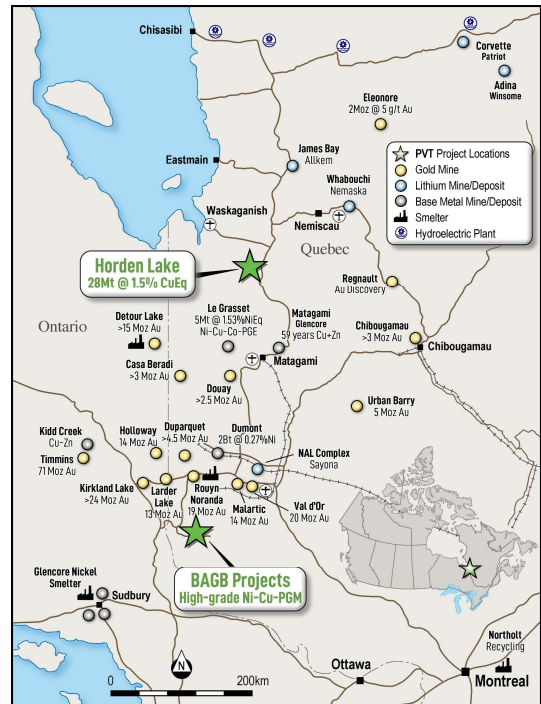 Chisasibi
Corvette
Patriot
Adina
Winsome
Eleonore
2Moz @ 5 g/t Au
James Bay
Allkem
PVT Project Locations
Gold Mine
Lithium Mine/Deposit
Base Metal Mine/Deposit
Smelter
Hydroelectric Plant
Eastmain
Whabouchi
Nemaska
Waskaganish
Nemiscau
Quebec
Horden Lake
28Mt @ 1.5% CuEq
Regnault
Au Discovery
Ontario
Detour Lake
>15 Moz Au
Le Grasset
5Mt @ 1.53%NiEq
Ni-Cu-Co-PGE
Matagami
Glencore
59 years Cu+Zn
Chibougamau
>3 Moz Au
Chibougamau
Matagami
Casa Beradi
>3 Moz Au
Douay
>2.5 Moz Au
Urban Barry
5 Moz Au
Kidd Creek
Cu-Zn
Timmins
71 Moz Au
Holloway
14 Moz Au
Duparquet
>4.5 Moz Au
Dumont
2Bt @ 0.27%Ni
NAL Complex
Sayona
Kirkland Lake
>24 Moz Au
Larder
Lake
13 Moz Au
Rouyn
Noranda
19 Moz Au
Malartic
14 Moz Au
Val d'Or
20 Moz Au
BAGB Projects
High-grade Ni-Cu-PGM
Glencore Nickel
Smelter
Sudbury
Northolt
Recycling
Ottawa
Montreal
N
0 200km